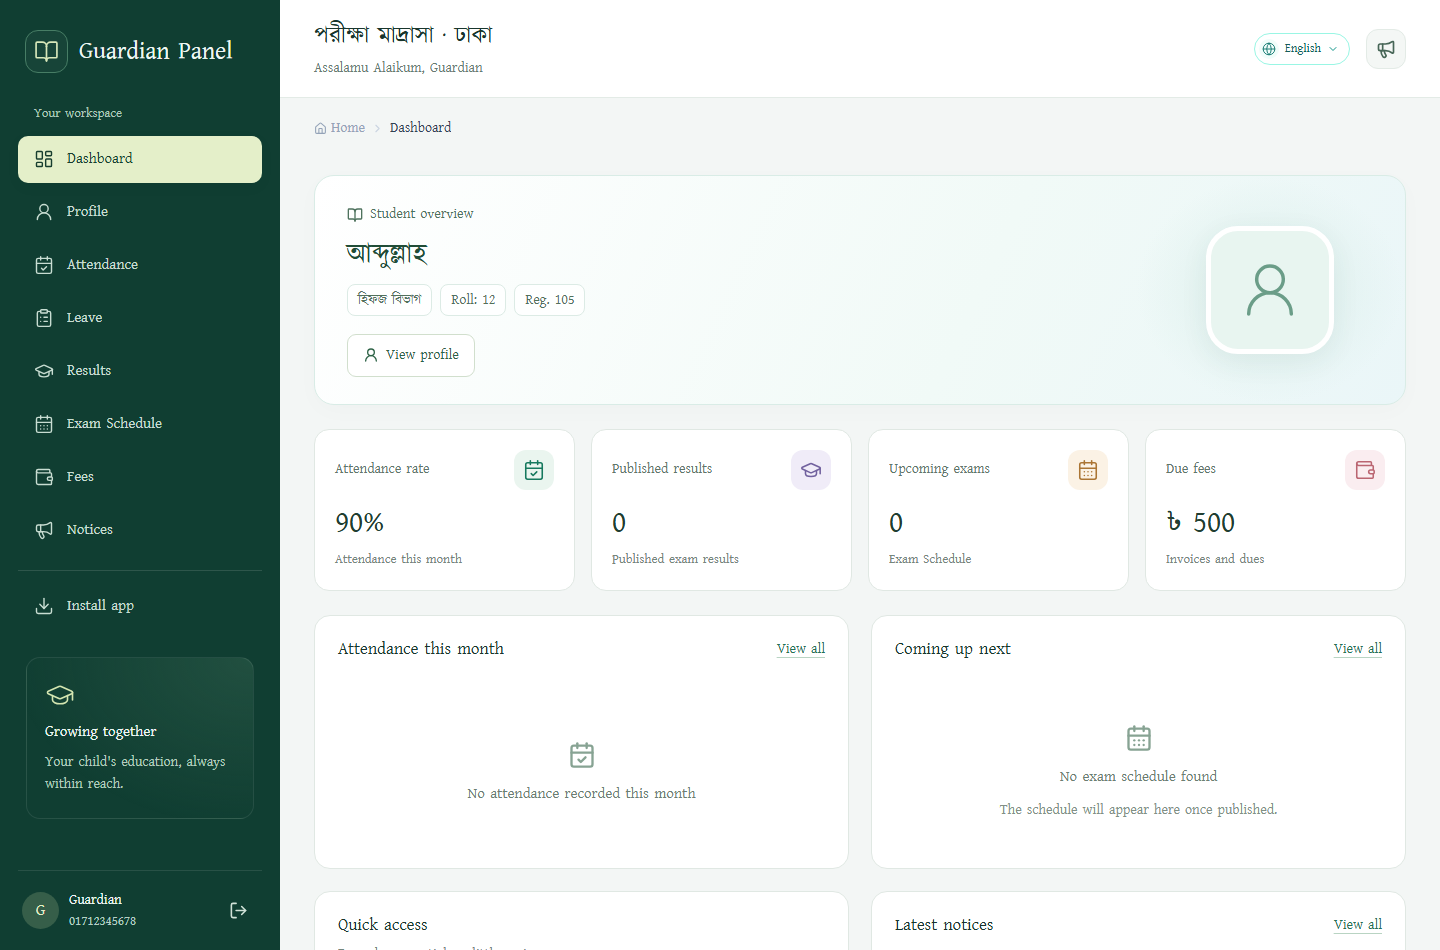 Guardian Panel
Your workspace
Dashboard
Profile
Attendance
Leave
Results
Exam Schedule
Fees
Notices
Install app
Growing together
Your child's education, always
within reach.
G
Guardian
01712345678
পরীক্ষা মাদ্রাসা · ঢাকা
Assalamu Alaikum, Guardian
English
Home
Dashboard
Student overview
আব্দুল্লাহ
হিফজ বিভাগ
Roll: 12
Reg. 105
View profile
Attendance rate
90%
Attendance this month
Published results
0
Published exam results
Upcoming exams
0
Exam Schedule
Due fees
৳ 500
Invoices and dues
Attendance this month
View all
No attendance recorded this month
Coming up next
View all
No exam schedule found
The schedule will appear here once published.
Quick access
Latest notices
View all